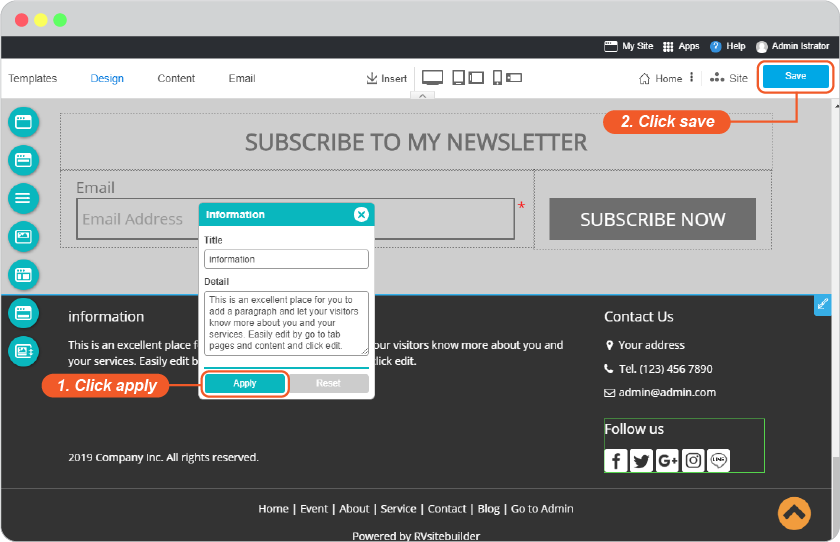 My Site Apps Help Admin Istrator
Templates Design Content Email Insert Home Site Save
2. Click save
SUBSCRIBE TO MY NEWSLETTER
Email
Email Address
*
SUBSCRIBE NOW
Information
Title
information
Detail
This is an excellent place for you to
add a paragraph and let your visitors
know more about you and your
services. Easily edit by go to tab
pages and content and click edit.
Apply Reset
1. Click apply
information
This is an excellent place f our visitors know more about you and
your services. Easily edit b ck edit.
2019 Company Inc. All rights reserved.
Contact Us
Your address
Tel. (123) 456 7890
admin@admin.com
Follow us
f G+ LINE
Home | Event | About | Service | Contact | Blog | Go to Admin
Powered by RVsitebuilder